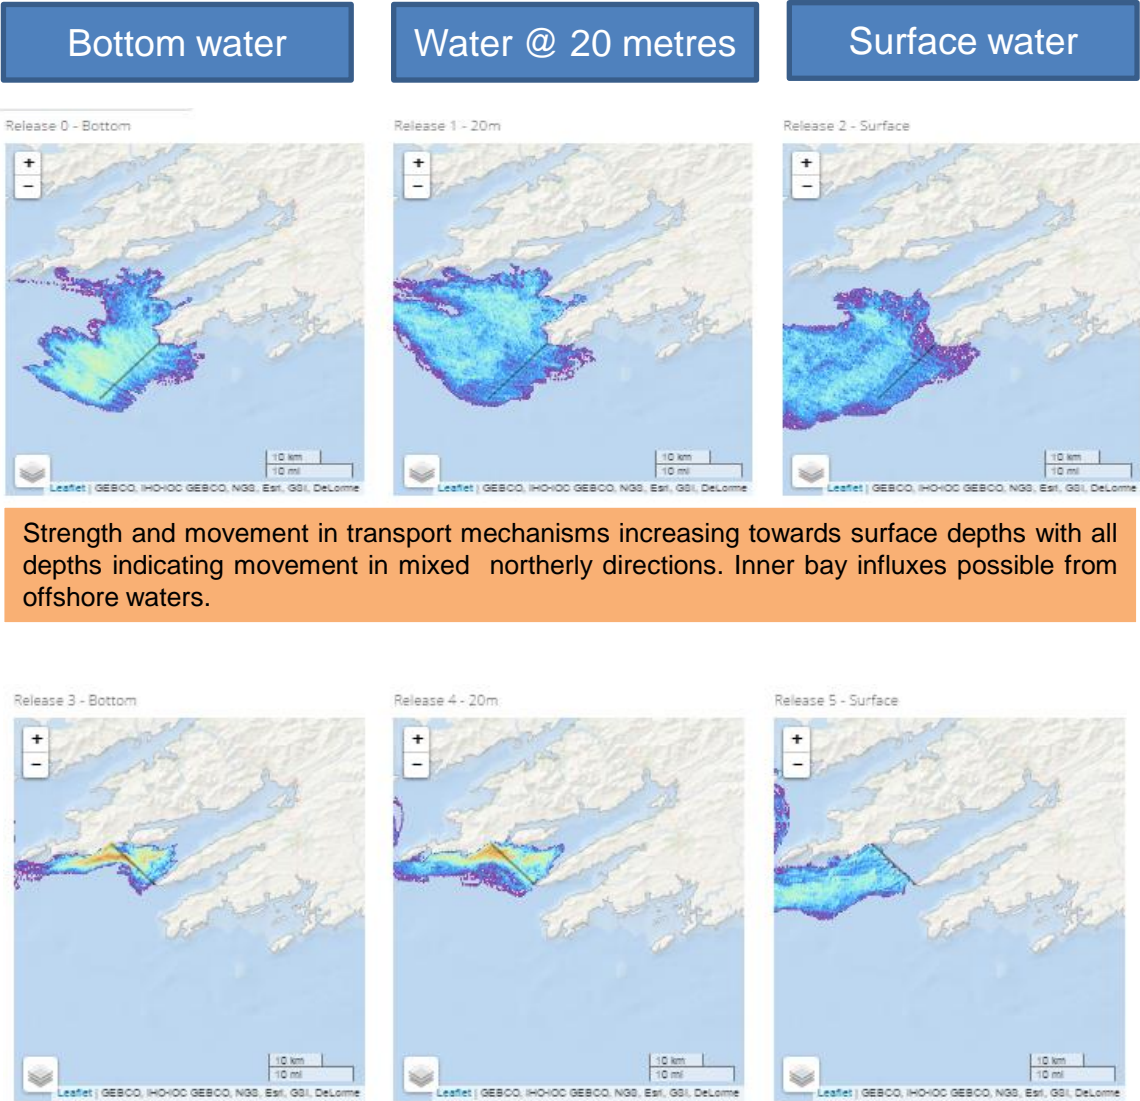 Bottom water
Water @ 20 metres
Surface water
Release 0 - Bottom
Release 1 - 20m
Release 2 - Surface
+
−
+
−
+
−
10 km
10 mi
10 km
10 mi
10 km
10 mi
Leaflet | GEBCO, IHO-IOC GEBCO, NGS, Esri, GSI, DeLorme
Leaflet | GEBCO, IHO-IOC GEBCO, NGS, Esri, GSI, DeLorme
Leaflet | GEBCO, IHO-IOC GEBCO, NGS, Esri, GSI, DeLorme
Strength and movement in transport mechanisms increasing towards surface depths with all
depths indicating movement in mixed northerly directions. Inner bay influxes possible from
offshore waters.
Release 3 - Bottom
Release 4 - 20m
Release 5 - Surface
+
−
+
−
+
−
10 km
10 mi
10 km
10 mi
10 km
10 mi
Leaflet | GEBCO, IHO-IOC GEBCO, NGS, Esri, GSI, DeLorme
Leaflet | GEBCO, IHO-IOC GEBCO, NGS, Esri, GSI, DeLorme
Leaflet | GEBCO, IHO-IOC GEBCO, NGS, Esri, GSI, DeLorme